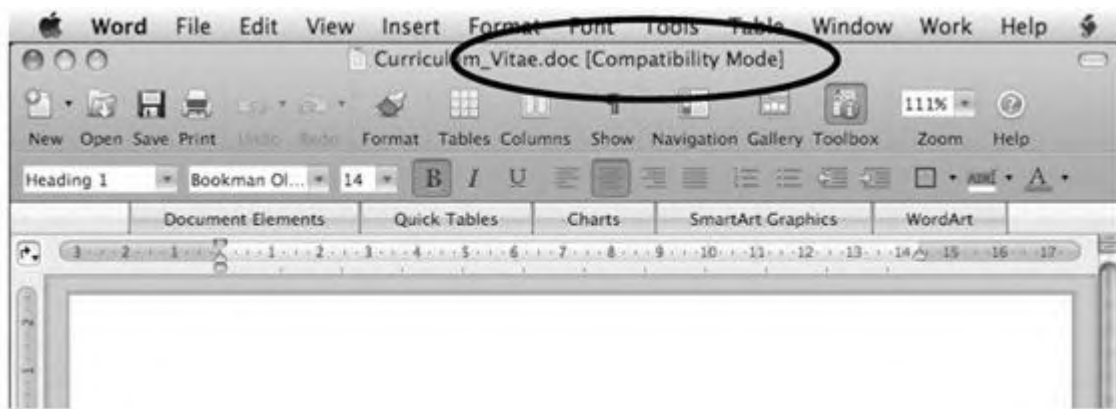 Word File Edit View Insert Format Font Tools Table Window Work Help
Curriculum_Vitae.doc [Compatibility Mode]
111%
New Open Save Print Undo Redo Format Tables Columns Show Navigation Gallery Toolbox Zoom Help
Heading 1 Bookman Ol... 14 B I U ABC A
Document Elements Quick Tables Charts SmartArt Graphics WordArt
3 2 1 1 2 3 4 5 6 7 8 9 10 11 12 13 14 15 16 17
2
1